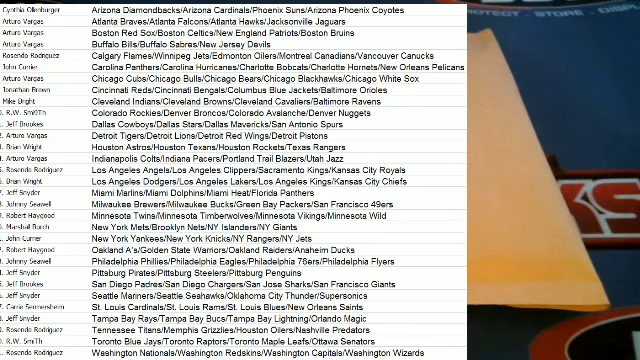 Cynthia Ollenburger Arizona Diamondbacks/Arizona Cardinals/Phoenix Suns/Arizona Phoenix Coyotes
Arturo Vargas Atlanta Braves/Atlanta Falcons/Atlanta Hawks/Jacksonville Jaguars
Arturo Vargas Boston Red Sox/Boston Celtics/New England Patriots/Boston Bruins
Arturo Vargas Buffalo Bills/Buffalo Sabres/New Jersey Devils
Rosendo Rodriguez Calgary Flames/Winnipeg Jets/Edmonton Oilers/Montreal Canadians/Vancouver Canucks
John Currier Carolina Panthers/Carolina Hurricanes/Charlotte Bobcats/Charlotte Hornets/New Orleans Pelicans
Arturo Vargas Chicago Cubs/Chicago Bulls/Chicago Bears/Chicago Blackhawks/Chicago White Sox
Jonathan Brown Cincinnati Reds/Cincinnati Bengals/Columbus Blue Jackets/Baltimore Orioles
Mike Bright Cleveland Indians/Cleveland Browns/Cleveland Cavaliers/Baltimore Ravens
R.W. Smi9Th Colorado Rockies/Denver Broncos/Colorado Avalanche/Denver Nuggets
Jeff Brookes Dallas Cowboys/Dallas Stars/Dallas Mavericks/San Antonio Spurs
Arturo Vargas Detroit Tigers/Detroit Lions/Detroit Red Wings/Detroit Pistons
Brian Wright Houston Astros/Houston Texans/Houston Rockets/Texas Rangers
Arturo Vargas Indianapolis Colts/Indiana Pacers/Portland Trail Blazers/Utah Jazz
Rosendo Rodriguez Los Angeles Angels/Los Angeles Clippers/Sacramento Kings/Kansas City Royals
Brian Wright Los Angeles Dodgers/Los Angeles Lakers/Los Angeles Kings/Kansas City Chiefs
Jeff Snyder Miami Marlins/Miami Dolphins/Miami Heat/Florida Panthers
Johnny Seawell Milwaukee Brewers/Milwaukee Bucks/Green Bay Packers/San Francisco 49ers
Robert Haygood Minnesota Twins/Minnesota Timberwolves/Minnesota Vikings/Minnesota Wild
Marshall Burch New York Mets/Brooklyn Nets/NY Islanders/NY Giants
John Currier New York Yankees/New York Knicks/NY Rangers/NY Jets
Robert Haygood Oakland A's/Golden State Warriors/Oakland Raiders/Anaheim Ducks
Johnny Seawell Philadelphia Phillies/Philadelphia Eagles/Philadelphia 76ers/Philadelphia Flyers
Jeff Snyder Pittsburgh Pirates/Pittsburgh Steelers/Pittsburgh Penguins
Jeff Brookes San Diego Padres/San Diego Chargers/San Jose Sharks/San Francisco Giants
Jeff Snyder Seattle Mariners/Seattle Seahawks/Oklahoma City Thunder/Supersonics
Carrie Semmersheim St. Louis Cardinals/St. Louis Rams/St. Louis Blues/New Orleans Saints
Jeff Snyder Tampa Bay Rays/Tampa Bay Bucs/Tampa Bay Lightning/Orlando Magic
Rosendo Rodriguez Tennessee Titans/Memphis Grizzlies/Houston Oilers/Nashville Predators
R.W. SmiTh Toronto Blue Jays/Toronto Raptors/Toronto Maple Leafs/Ottawa Senators
Rosendo Rodriguez Washington Nationals/Washington Redskins/Washington Capitals/Washington Wizards